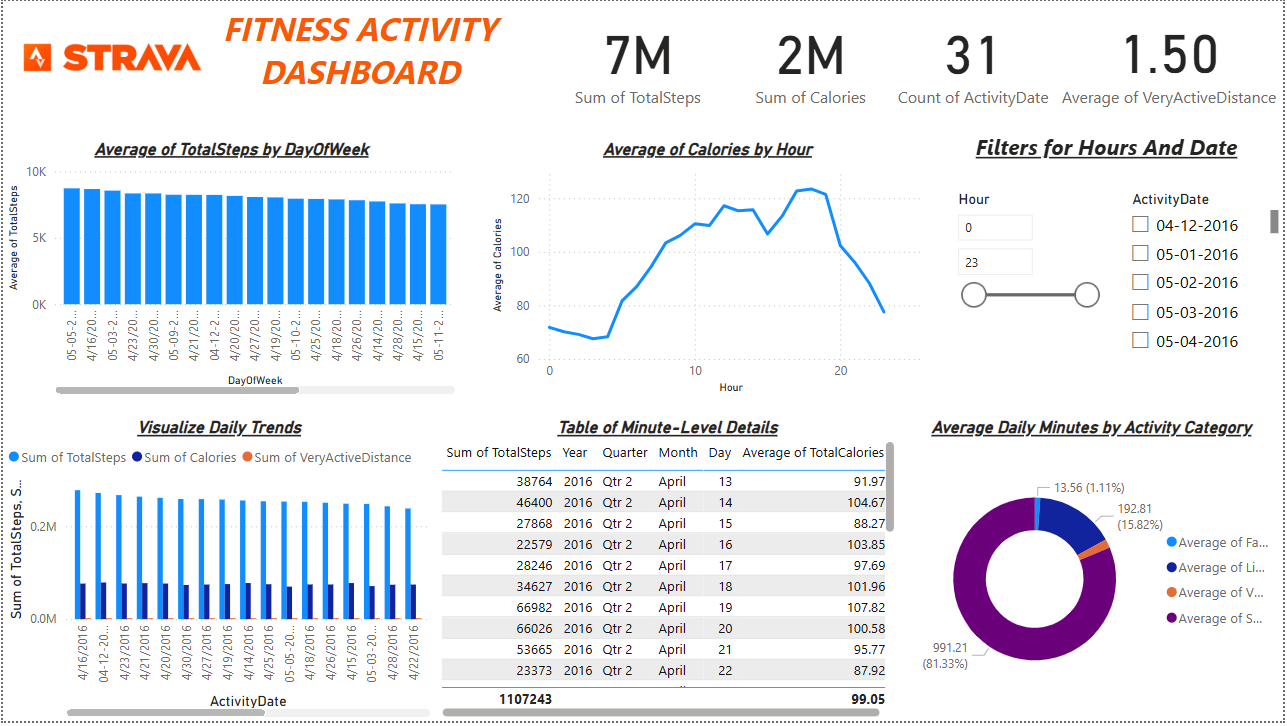 STRAVA
FITNESS ACTIVITY
DASHBOARD
7M
Sum of TotalSteps
2M
Sum of Calories
31
Count of ActivityDate
1.50
Average of VeryActiveDistance
Average of TotalSteps by DayOfWeek
Average of TotalSteps
10K
5K
0K
05-05-2...
4/16/20...
05-03-2...
4/23/20...
4/30/20...
05-09-2...
4/21/20...
04-12-2...
4/20/20...
4/27/20...
4/19/20...
05-10-2...
4/25/20...
4/18/20...
4/26/20...
4/14/20...
4/28/20...
4/15/20...
05-11-2...
DayOfWeek
Average of Calories by Hour
Average of Calories
120
100
80
60
0
10
20
Hour
Filters for Hours And Date
Hour
0
23
ActivityDate
04-12-2016
05-01-2016
05-02-2016
05-03-2016
05-04-2016
Visualize Daily Trends
Sum of TotalSteps Sum of Calories Sum of VeryActiveDistance
Sum of TotalSteps, S...
0.2M
0.0M
4/16/2016
04-12-20...
4/23/2016
4/21/2016
4/20/2016
4/30/2016
4/27/2016
4/19/2016
4/14/2016
4/25/2016
05-05-20...
4/18/2016
4/26/2016
4/15/2016
05-03-20...
4/28/2016
4/22/2016
ActivityDate
Table of Minute-Level Details
Sum of TotalSteps Year Quarter Month Day Average of TotalCalories
38764 2016 Qtr 2 April 13 91.97
46400 2016 Qtr 2 April 14 104.67
27868 2016 Qtr 2 April 15 88.27
22579 2016 Qtr 2 April 16 103.85
28246 2016 Qtr 2 April 17 97.69
34627 2016 Qtr 2 April 18 101.96
66982 2016 Qtr 2 April 19 107.82
66026 2016 Qtr 2 April 20 100.58
53665 2016 Qtr 2 April 21 95.77
23373 2016 Qtr 2 April 22 87.92
1107243 99.05
Average Daily Minutes by Activity Category
13.56 (1.11%)
192.81
(15.82%)
991.21
(81.33%)
Average of Fa...
Average of Li...
Average of V...
Average of S...